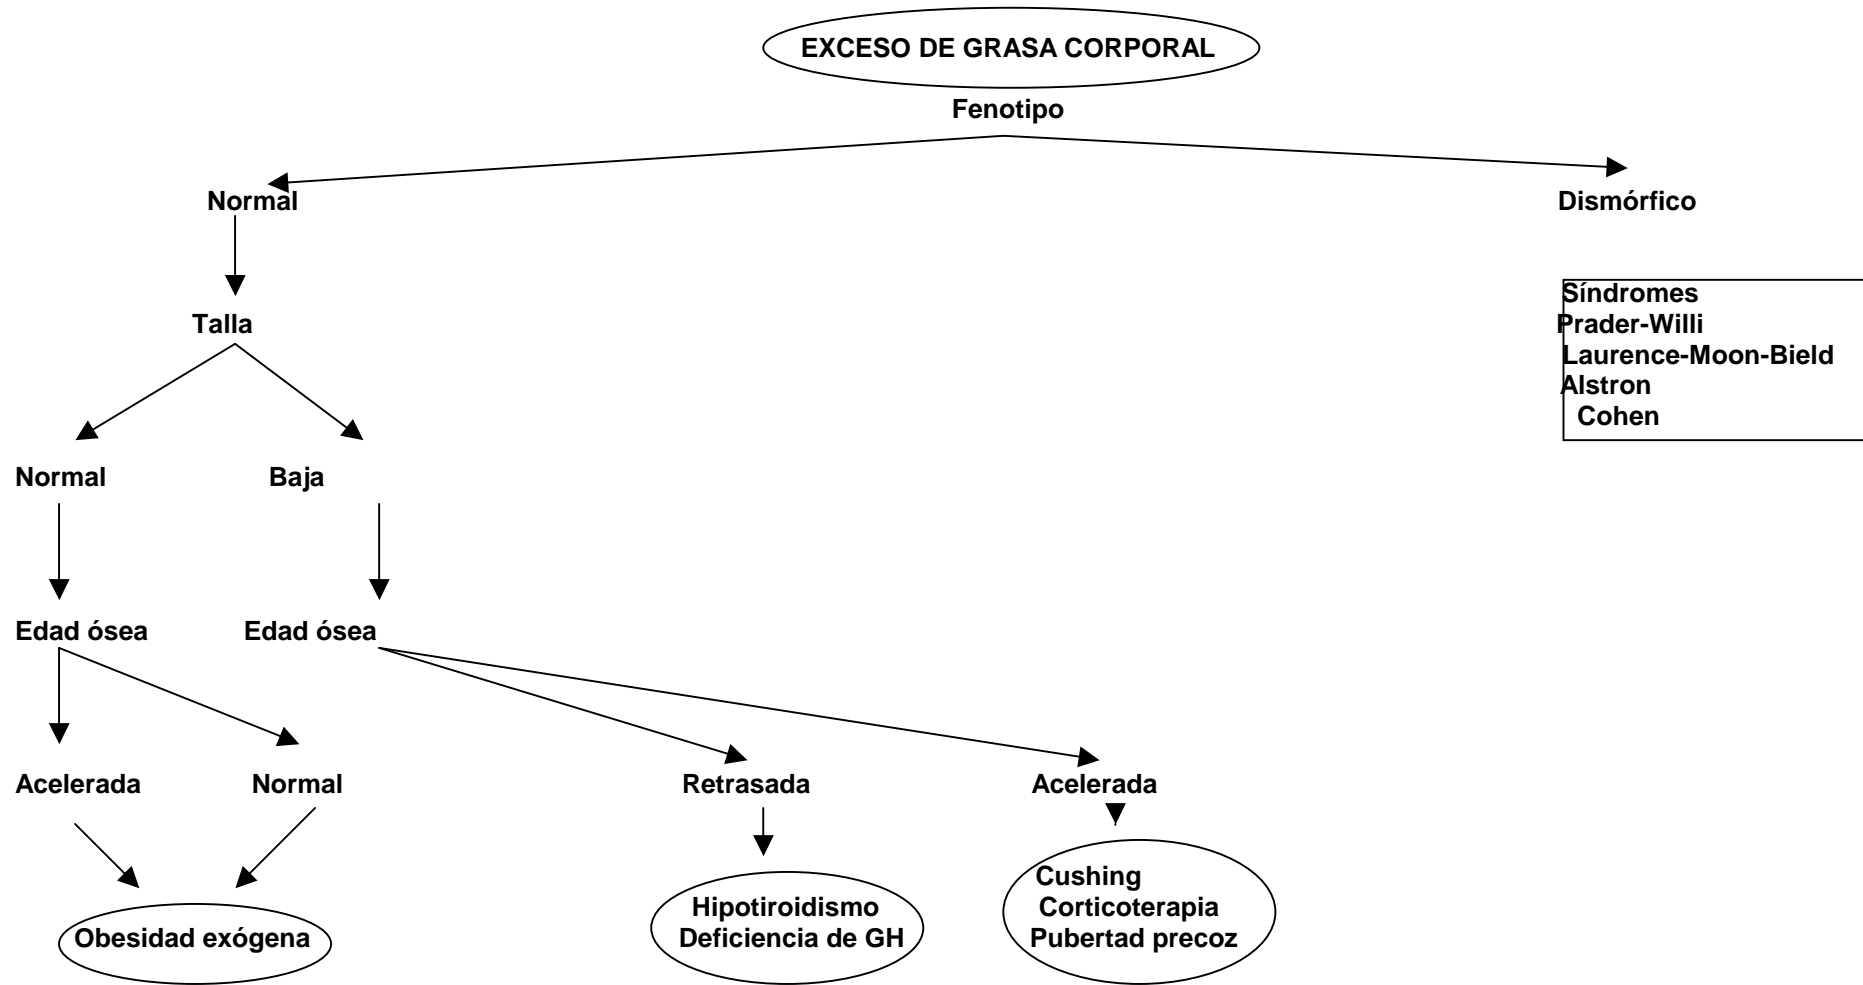 EXCESO DE GRASA CORPORAL
Fenotipo
Normal
Dismórfico
Síndromes
Prader-Willi
Laurence-Moon-Bield
Alstron
Cohen
Talla
Normal
Baja
Edad ósea
Edad ósea
Acelerada
Normal
Retrasada
Acelerada
Obesidad exógena
Hipotiroidismo
Deficiencia de GH
Cushing
Corticoterapia
Pubertad precoz